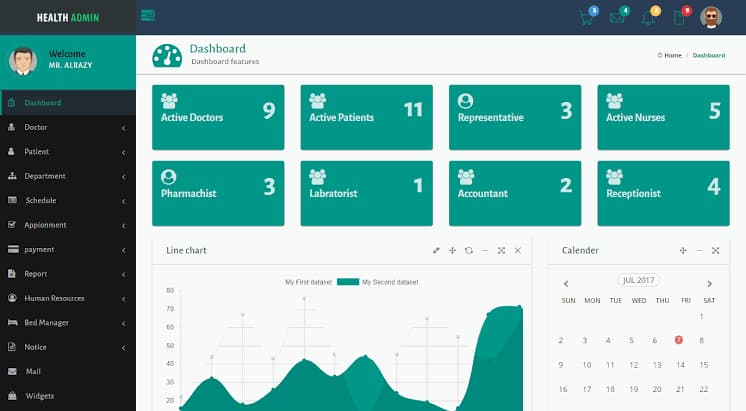 HEALTH ADMIN
5
4
3
9
Welcome
MR. ALRAZY
Dashboard
Dashboard features
Home / Dashboard
Dashboard
Doctor
Patient
Department
Schedule
Appionment
payment
Report
Human Resources
Bed Manager
Notice
Mail
Widgets
Active Doctors 9
Active Patients 11
Representative 3
Active Nurses 5
Pharmachist 3
Labratorist 1
Accountant 2
Receptionist 4
Line chart
My First dataset My Second dataset
80
70
60
50
40
30
20
Calender
JUL 2017
SUN MON TUE WED THU FRI SAT
1
2 3 4 5 6 7 8
9 10 11 12 13 14 15
16 17 18 19 20 21 22